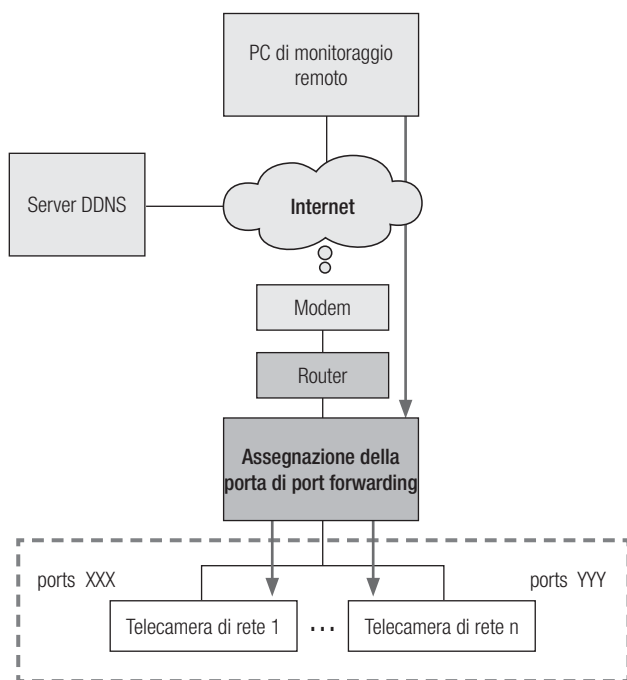 PC di monitoraggio
remoto
Server DDNS
Internet
Modem
Router
Assegnazione della
porta di port forwarding
ports XXX
ports YYY
Telecamera di rete 1
...
Telecamera di rete n